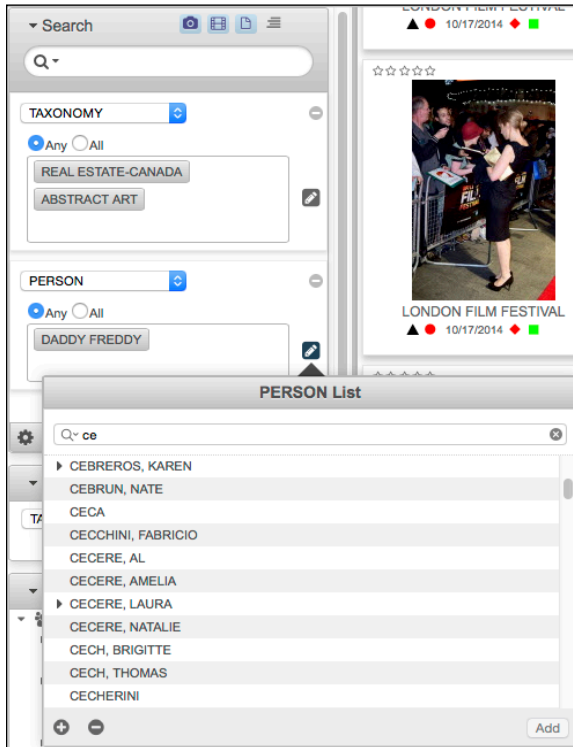 LONDON FILM FESTIVAL
10/17/2014
Search
TAXONOMY
Any All
REAL ESTATE-CANADA
ABSTRACT ART
PERSON
Any All
DADDY FREDDY
FILM
LONDON FILM FESTIVAL
10/17/2014
PERSON List
ce
CEBREROS, KAREN
CEBRUN, NATE
CECA
CECCHINI, FABRICIO
CECERE, AL
CECERE, AMELIA
CECERE, LAURA
CECERE, NATALIE
CECH, BRIGITTE
CECH, THOMAS
CECHERINI
Add
TA